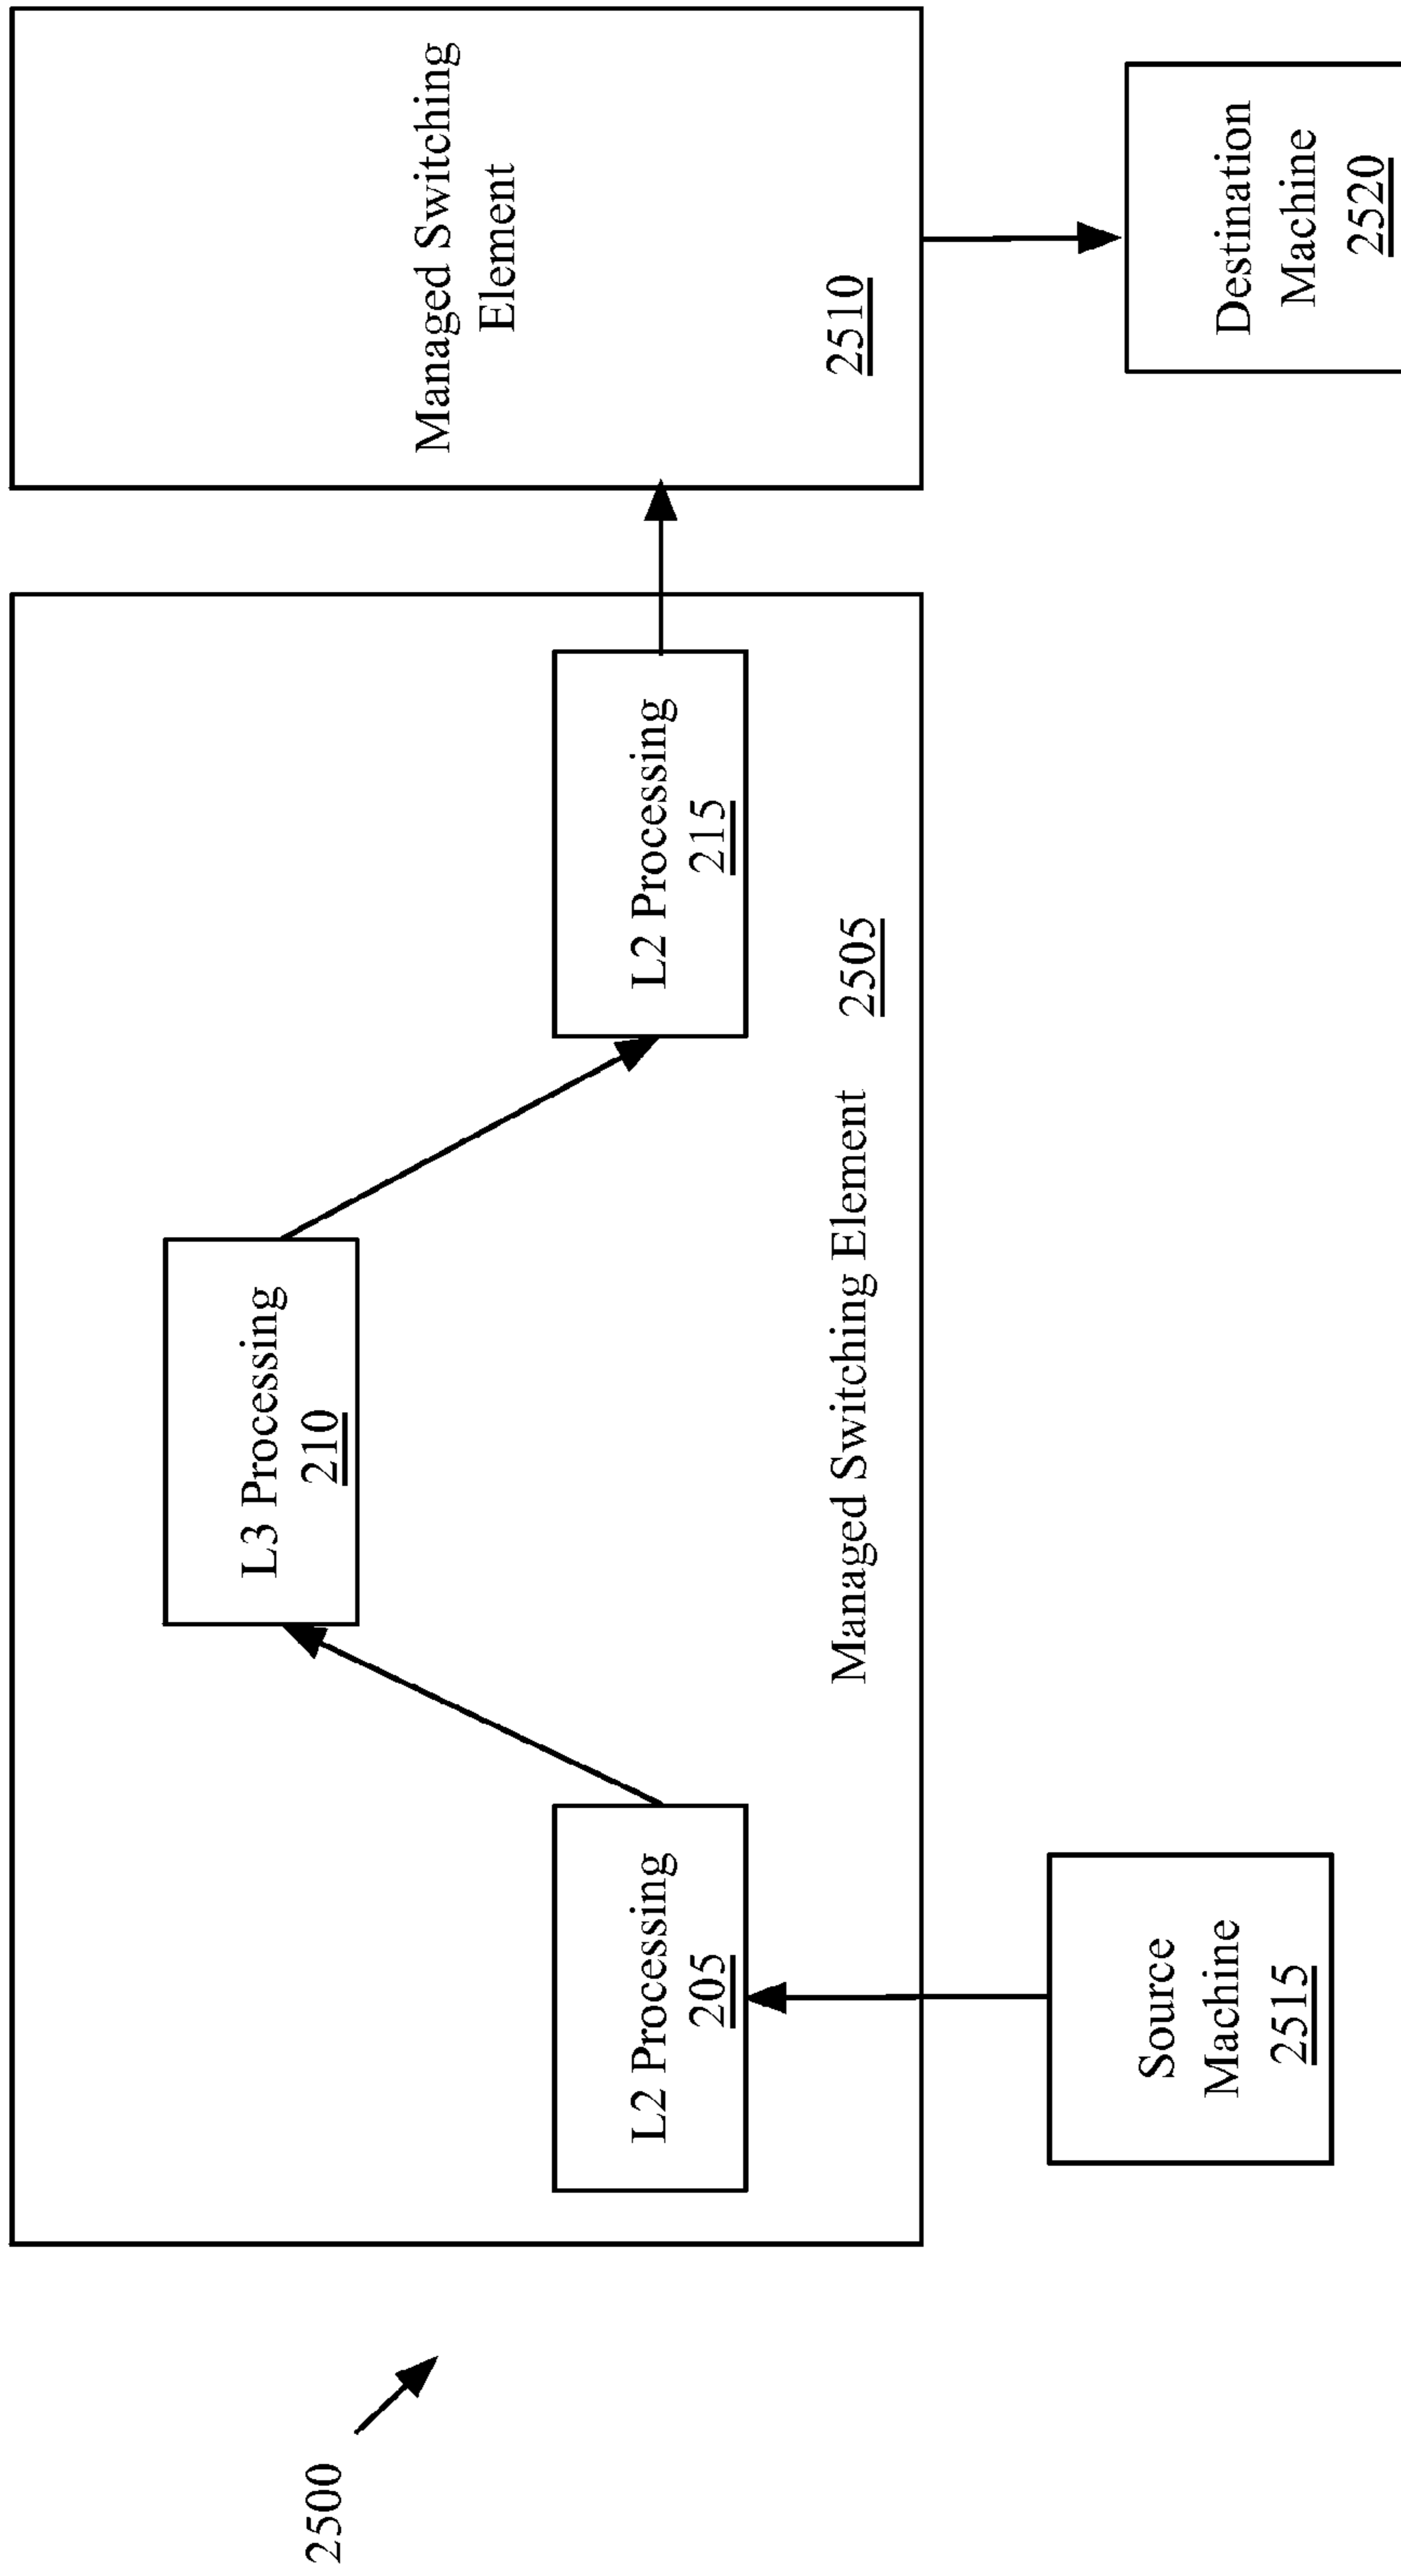 2500
L3 Processing
210
L2 Processing
205
L2 Processing
215
Managed Switching Element 2505
Managed Switching
Element
2510
Source
Machine
2515
Destination
Machine
2520